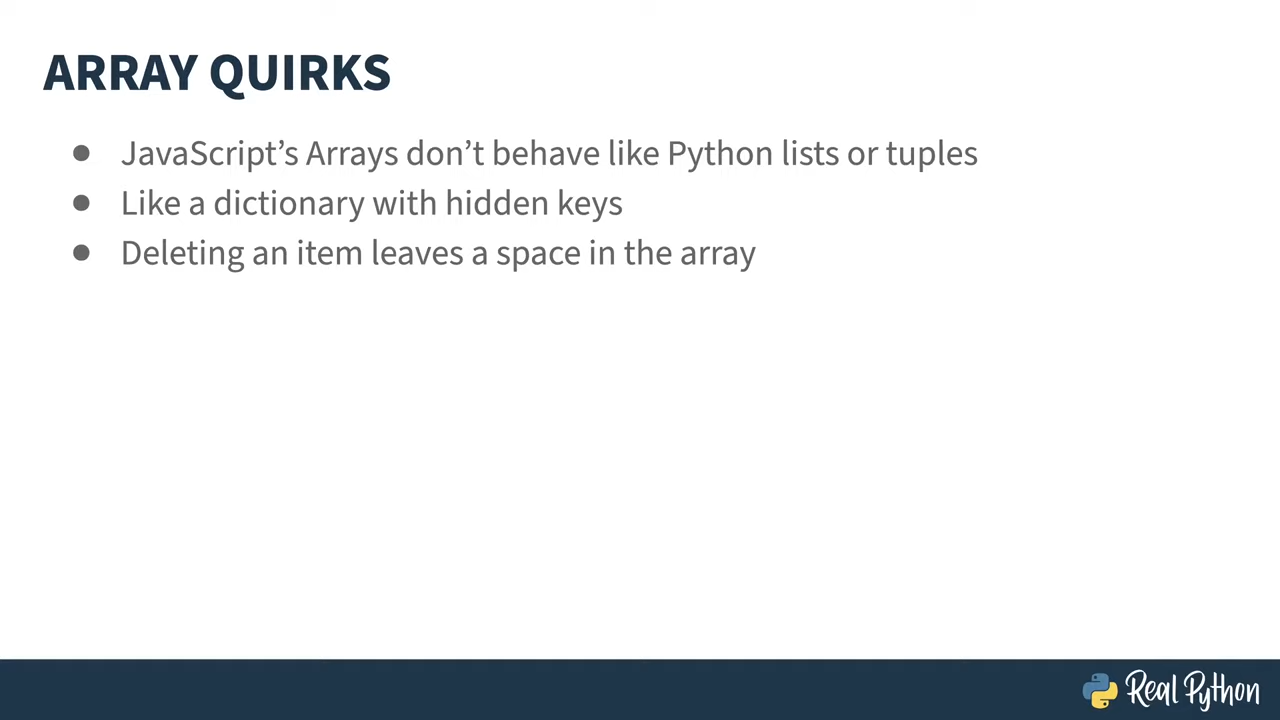 ARRAY QUIRKS
● JavaScript’s Arrays don’t behave like Python lists or tuples
● Like a dictionary with hidden keys
● Deleting an item leaves a space in the array
Real Python